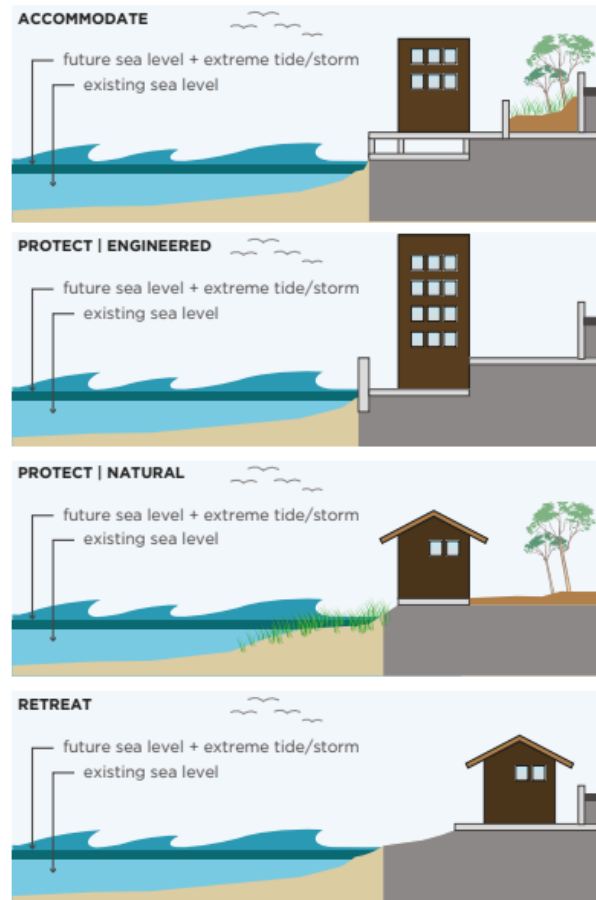 ACCOMMODATE
future sea level + extreme tide/storm
existing sea level
PROTECT | ENGINEERED
future sea level + extreme tide/storm
existing sea level
PROTECT | NATURAL
future sea level + extreme tide/storm
existing sea level
RETREAT
future sea level + extreme tide/storm
existing sea level